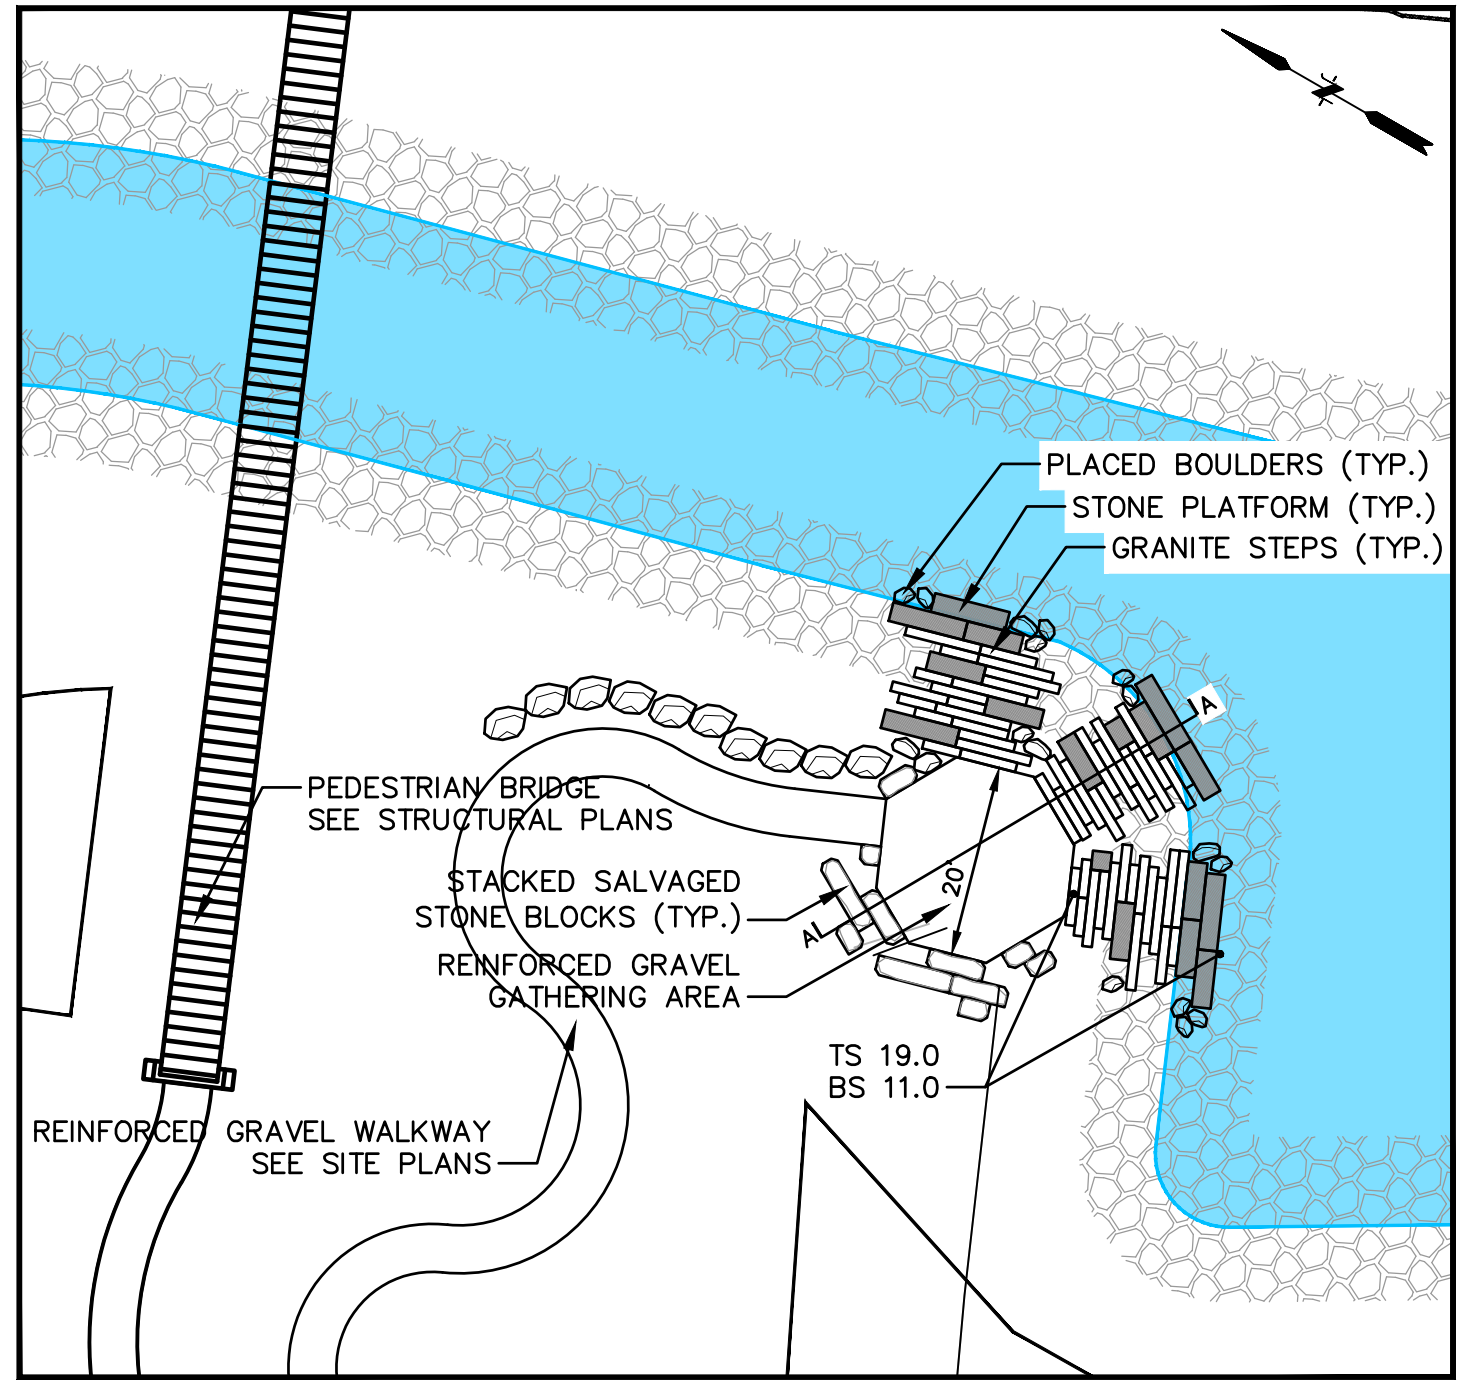 PLACED BOULDERS (TYP.)
STONE PLATFORM (TYP.)
GRANITE STEPS (TYP.)
A
PEDESTRIAN BRIDGE
SEE STRUCTURAL PLANS
STACKED SALVAGED
STONE BLOCKS (TYP.)
20'
A
REINFORCED GRAVEL
GATHERING AREA
TS 19.0
BS 11.0
REINFORCED GRAVEL WALKWAY
SEE SITE PLANS